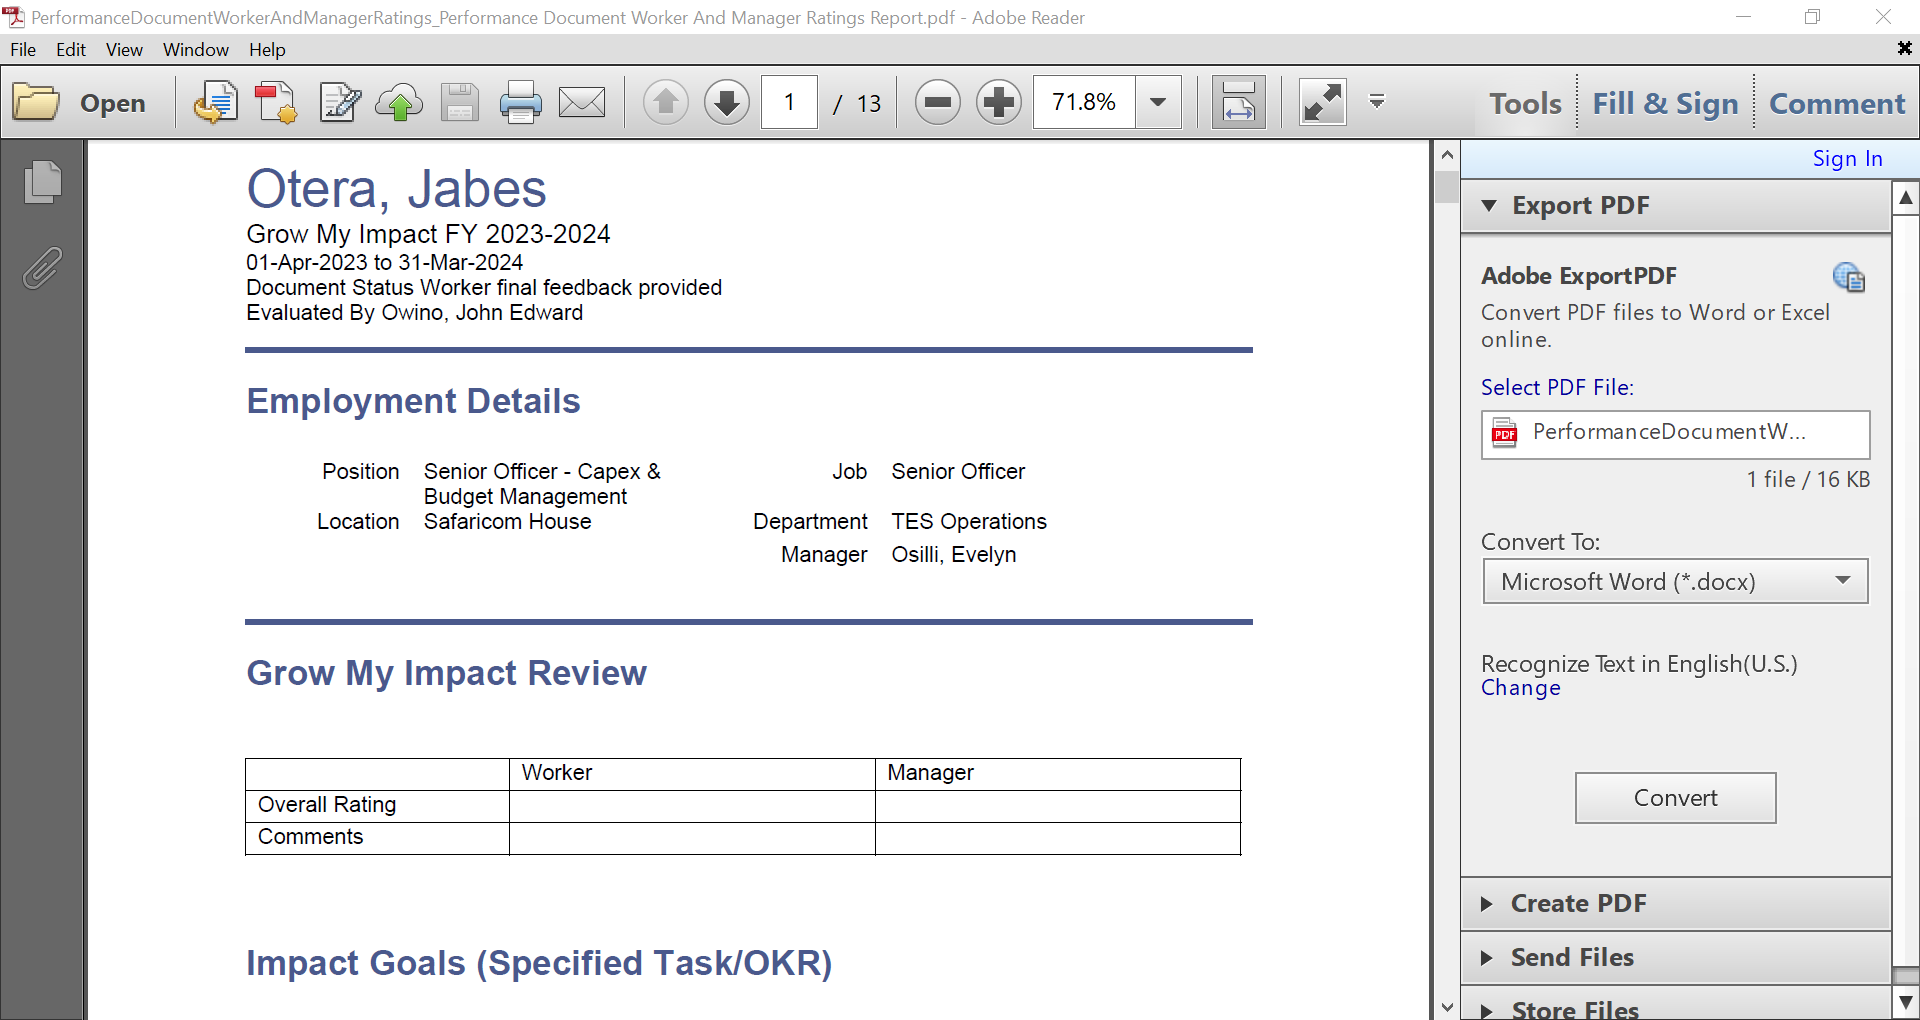 PerformanceDocumentWorkerAndManagerRatings_Performance Document Worker And Manager Ratings Report.pdf - Adobe Reader
File Edit View Window Help
Open 1 / 13 71.8% Tools Fill & Sign Comment
Sign In
Otera, Jabes
Grow My Impact FY 2023-2024
01-Apr-2023 to 31-Mar-2024
Document Status Worker final feedback provided
Evaluated By Owino, John Edward
Employment Details
Position Senior Officer - Capex & Budget Management
Job Senior Officer
Location Safaricom House
Department TES Operations
Manager Osilli, Evelyn
Grow My Impact Review
Worker Manager
Overall Rating
Comments
Impact Goals (Specified Task/OKR)
Export PDF
Adobe ExportPDF
Convert PDF files to Word or Excel
online.
Select PDF File:
PDF PerformanceDocumentW...
1 file / 16 KB
Convert To:
Microsoft Word (*.docx)
Recognize Text in English(U.S.)
Change
Convert
Create PDF
Send Files
Store Files